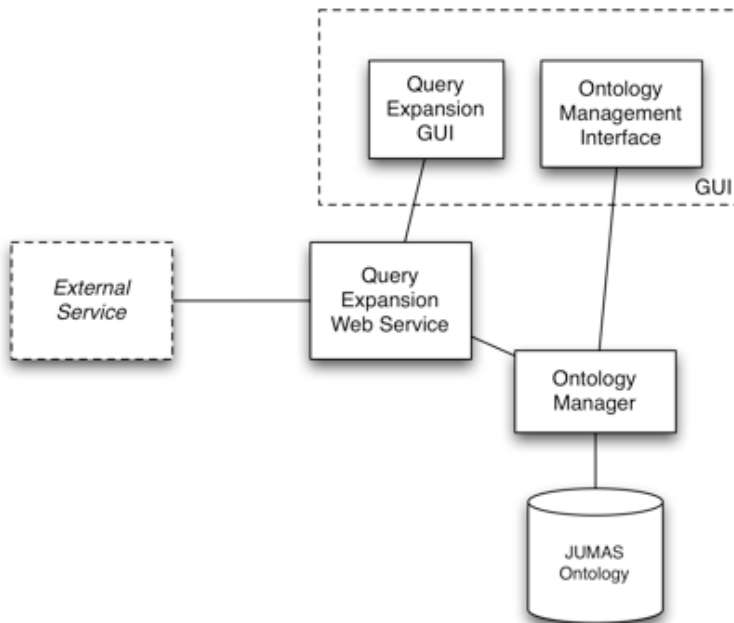 Query
Expansion
GUI
Ontology
Management
Interface
GUI
External
Service
Query
Expansion
Web Service
Ontology
Manager
JUMAS
Ontology